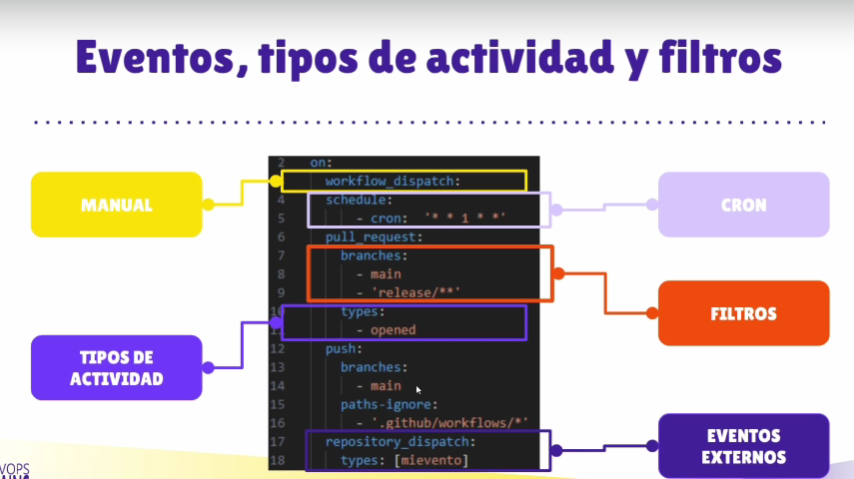 Eventos, tipos de actividad y filtros
MANUAL
TIPOS DE
ACTIVIDAD
2 on:
workflow_dispatch:
4 schedule:
5 - cron: '* * 1 * *'
6 pull_request:
7 branches:
8 - main
9 - 'release/**'
10 types:
11 - opened
12 push:
13 branches:
14 - main
15 paths-ignore:
16 - '.github/workflows/*'
17 repository_dispatch:
18 types: [mievento]
CRON
FILTROS
EVENTOS
EXTERNOS